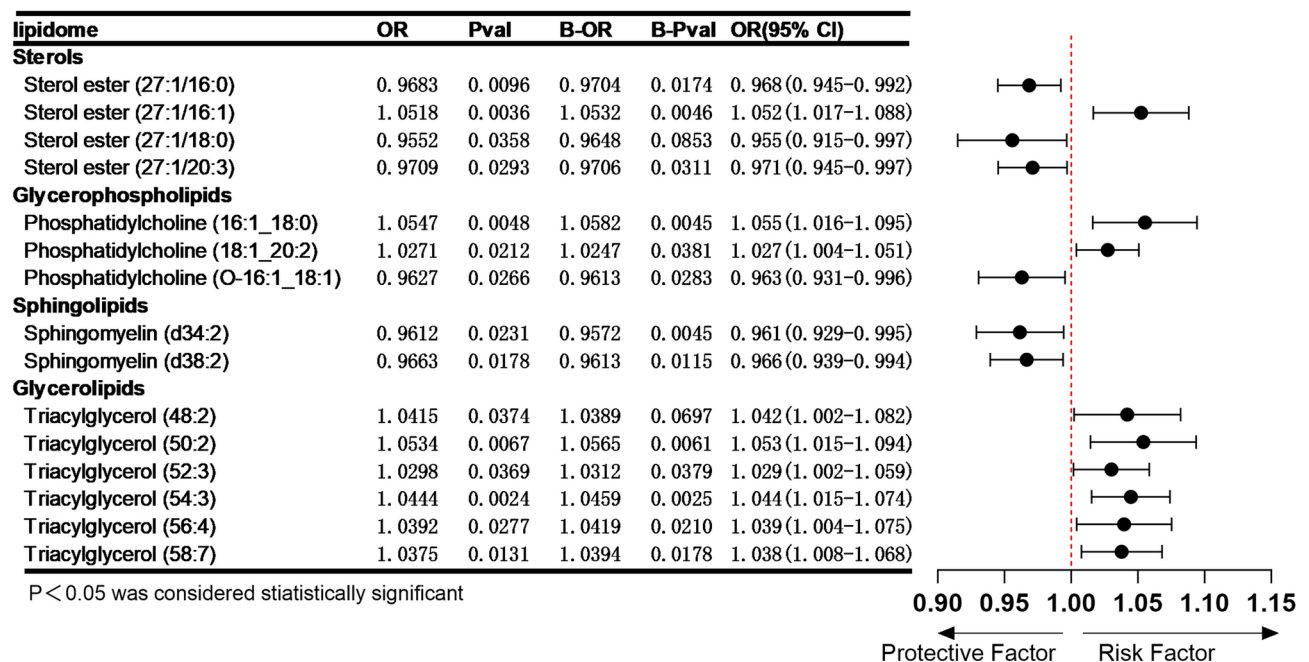 lipidome OR Pval B-OR B-Pval OR(95% CI)
Sterols
Sterol ester (27:1/16:0) 0.9683 0.0096 0.9704 0.0174 0.968(0.945-0.992)
Sterol ester (27:1/16:1) 1.0518 0.0036 1.0532 0.0046 1.052(1.017-1.088)
Sterol ester (27:1/18:0) 0.9552 0.0358 0.9648 0.0853 0.955(0.915-0.997)
Sterol ester (27:1/20:3) 0.9709 0.0293 0.9706 0.0311 0.971(0.945-0.997)
Glycerophospholipids
Phosphatidylcholine (16:1_18:0) 1.0547 0.0048 1.0582 0.0045 1.055(1.016-1.095)
Phosphatidylcholine (18:1_20:2) 1.0271 0.0212 1.0247 0.0381 1.027(1.004-1.051)
Phosphatidylcholine (O-16:1_18:1) 0.9627 0.0266 0.9613 0.0283 0.963(0.931-0.996)
Sphingolipids
Sphingomyelin (d34:2) 0.9612 0.0231 0.9572 0.0045 0.961(0.929-0.995)
Sphingomyelin (d38:2) 0.9663 0.0178 0.9613 0.0115 0.966(0.939-0.994)
Glycerolipids
Triacylglycerol (48:2) 1.0415 0.0374 1.0389 0.0697 1.042(1.002-1.082)
Triacylglycerol (50:2) 1.0534 0.0067 1.0565 0.0061 1.053(1.015-1.094)
Triacylglycerol (52:3) 1.0298 0.0369 1.0312 0.0379 1.029(1.002-1.059)
Triacylglycerol (54:3) 1.0444 0.0024 1.0459 0.0025 1.044(1.015-1.074)
Triacylglycerol (56:4) 1.0392 0.0277 1.0419 0.0210 1.039(1.004-1.075)
Triacylglycerol (58:7) 1.0375 0.0131 1.0394 0.0178 1.038(1.008-1.068)
P<0.05 was considered stiatistically significant
0.90 0.95 1.00 1.05 1.10 1.15
Protective Factor Risk Factor